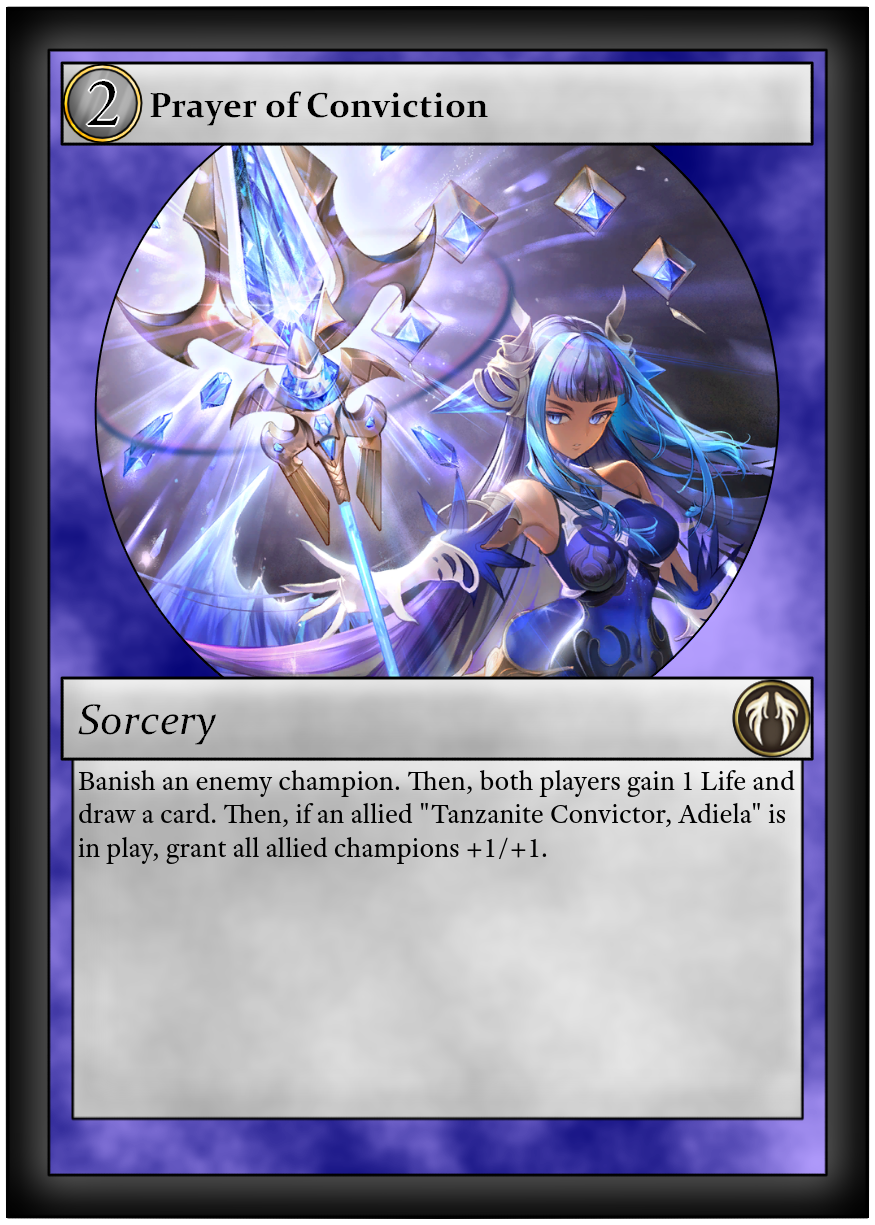 2 Prayer of Conviction
Sorcery
Banish an enemy champion. Then, both players gain 1 Life and
draw a card. Then, if an allied "Tanzanite Convictor, Adiela" is
in play, grant all allied champions +1/+1.